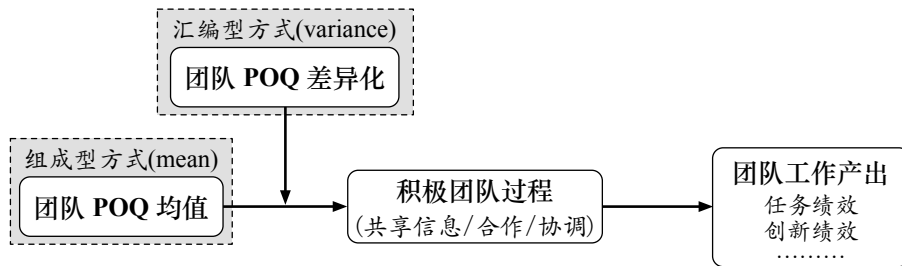 汇编型方式(variance)
团队 POQ 差异化
组成型方式(mean)
团队 POQ 均值
积极团队过程
(共享信息/合作/协调)
团队工作产出
任务绩效
创新绩效
………